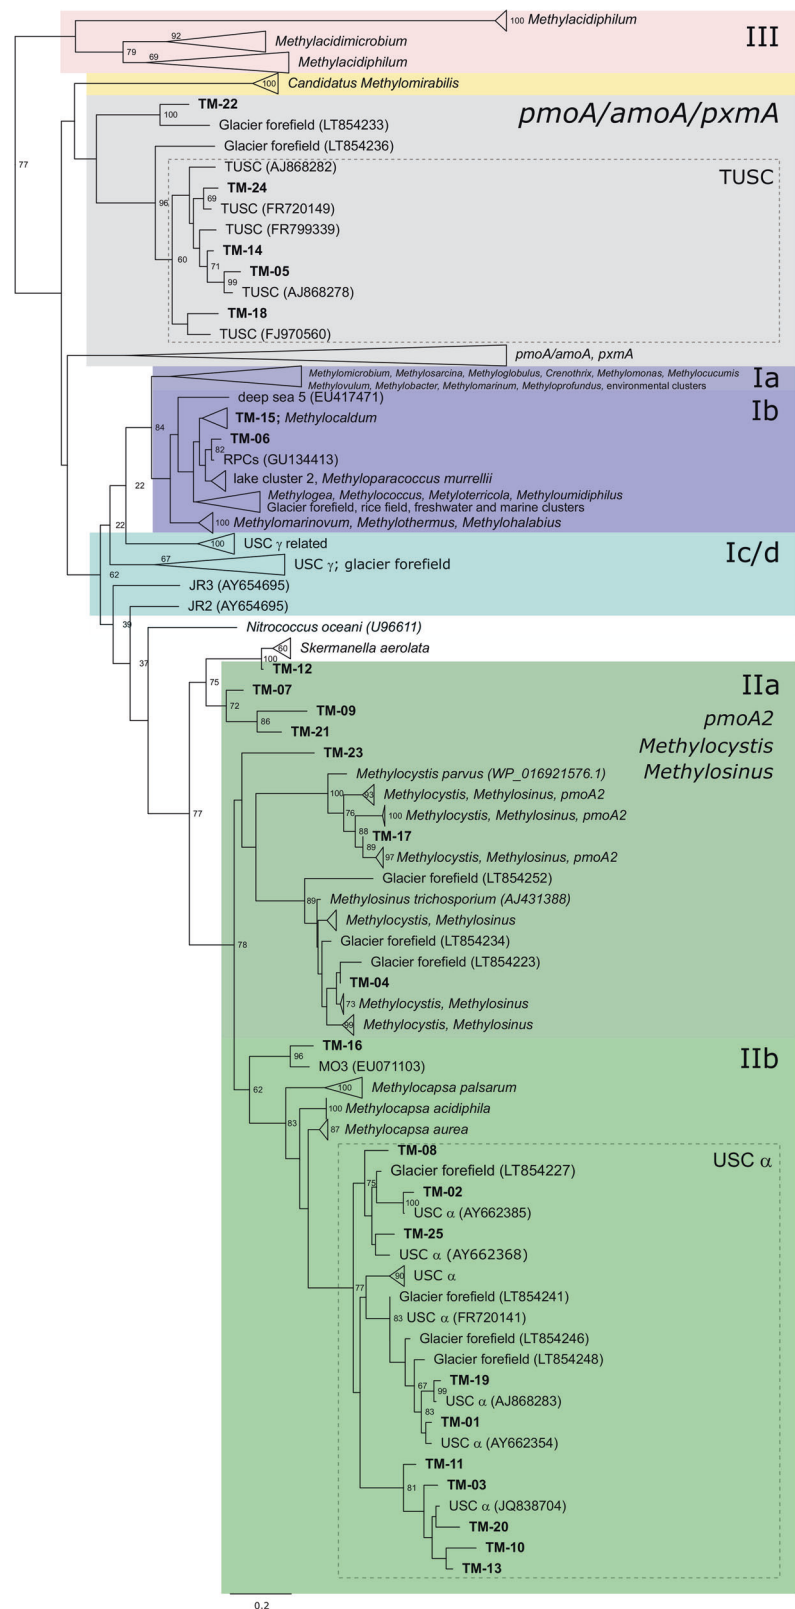 100 Methylacidiphilum
III
92
Methylacidimicrobium
79
69
Methylacidiphilum
100 Candidatus Methylomirabilis
TM-22
pmoA/amoA/pxmA
100
Glacier forefield (LT854233)
77
Glacier forefield (LT854236)
TUSC (AJ868282)
TUSC
TM-24
69
96
TUSC (FR720149)
TUSC (FR799339)
TM-14
60
71
TM-05
99
TUSC (AJ868278)
TM-18
TUSC (FJ970560)
pmoA/amoA, pxmA
Methylomicrobium, Methylosarcina, Methyloglobulus, Crenothrix, Methylomonas, Methylocucumis
Ia
Methylovulum, Methylobacter, Methylomarinum, Methyloprofundus, environmental clusters
deep sea 5 (EU417471)
Ib
TM-15; Methylocaldum
84
TM-06
82
RPCs (GU134413)
lake cluster 2, Methyloparacoccus murrellii
22
Methylogea, Methylococcus, Metyloterricola, Methyloumidiphilus
Glacier forefield, rice field, freshwater and marine clusters
100 Methylomarinovum, Methylothermus, Methylohalabius
22
100 USC γ related
Ic/d
67
USC γ; glacier forefield
62
JR3 (AY654695)
JR2 (AY654695)
39
Nitrococcus oceani (U96611)
60 Skermanella aerolata
37
100
TM-12
75
TM-07
IIa
72
TM-09
pmoA2
86
TM-21
Methylocystis
TM-23
Methylosinus
Methylocystis parvus (WP_016921576.1)
100
93 Methylocystis, Methylosinus, pmoA2
77
76
100 Methylocystis, Methylosinus, pmoA2
88
TM-17
89
97 Methylocystis, Methylosinus, pmoA2
Glacier forefield (LT854252)
89
Methylosinus trichosporium (AJ431388)
Methylocystis, Methylosinus
Glacier forefield (LT854234)
78
Glacier forefield (LT854223)
TM-04
73 Methylocystis, Methylosinus
99 Methylocystis, Methylosinus
TM-16
IIb
96
MO3 (EU071103)
62
100 Methylocapsa palsarum
100 Methylocapsa acidiphila
83
87 Methylocapsa aurea
TM-08
USC α
Glacier forefield (LT854227)
75
TM-02
100
USC α (AY662385)
TM-25
USC α (AY662368)
90 USC α
77
Glacier forefield (LT854241)
83 USC α (FR720141)
Glacier forefield (LT854246)
Glacier forefield (LT854248)
67
TM-19
99
USC α (AJ868283)
83
TM-01
USC α (AY662354)
TM-11
81
TM-03
USC α (JQ838704)
TM-20
TM-10
TM-13
0.2